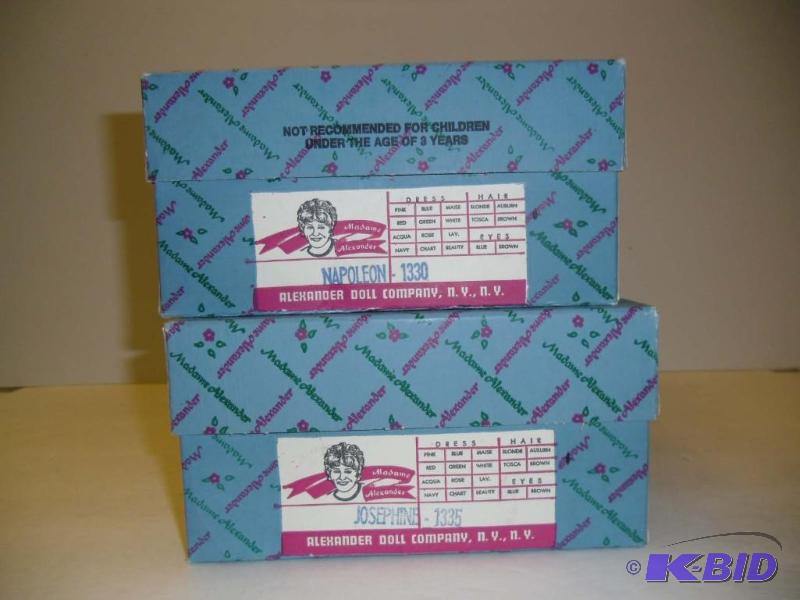 NOT RECOMMENDED FOR CHILDREN
UNDER THE AGE OF 3 YEARS
Madame
Alexander
DRESS HAIR
PINK BLUE MAISE BLONDE AUBURN
RED GREEN WHITE TOSCA BROWN
ACQUA ROSE LAV. EYES
NAVY CHART BEAUTY BLUE BROWN
NAPOLEON - 1330
ALEXANDER DOLL COMPANY, N. Y., N. Y.
Madame Alexander
Madame
Alexander
DRESS HAIR
PINK BLUE MAISE BLONDE AUBURN
RED GREEN WHITE TOSCA BROWN
ACQUA ROSE LAV. EYES
NAVY CHART BEAUTY BLUE BROWN
JOSEPHINE - 1335
ALEXANDER DOLL COMPANY, N. Y., N. Y.
© K-BID